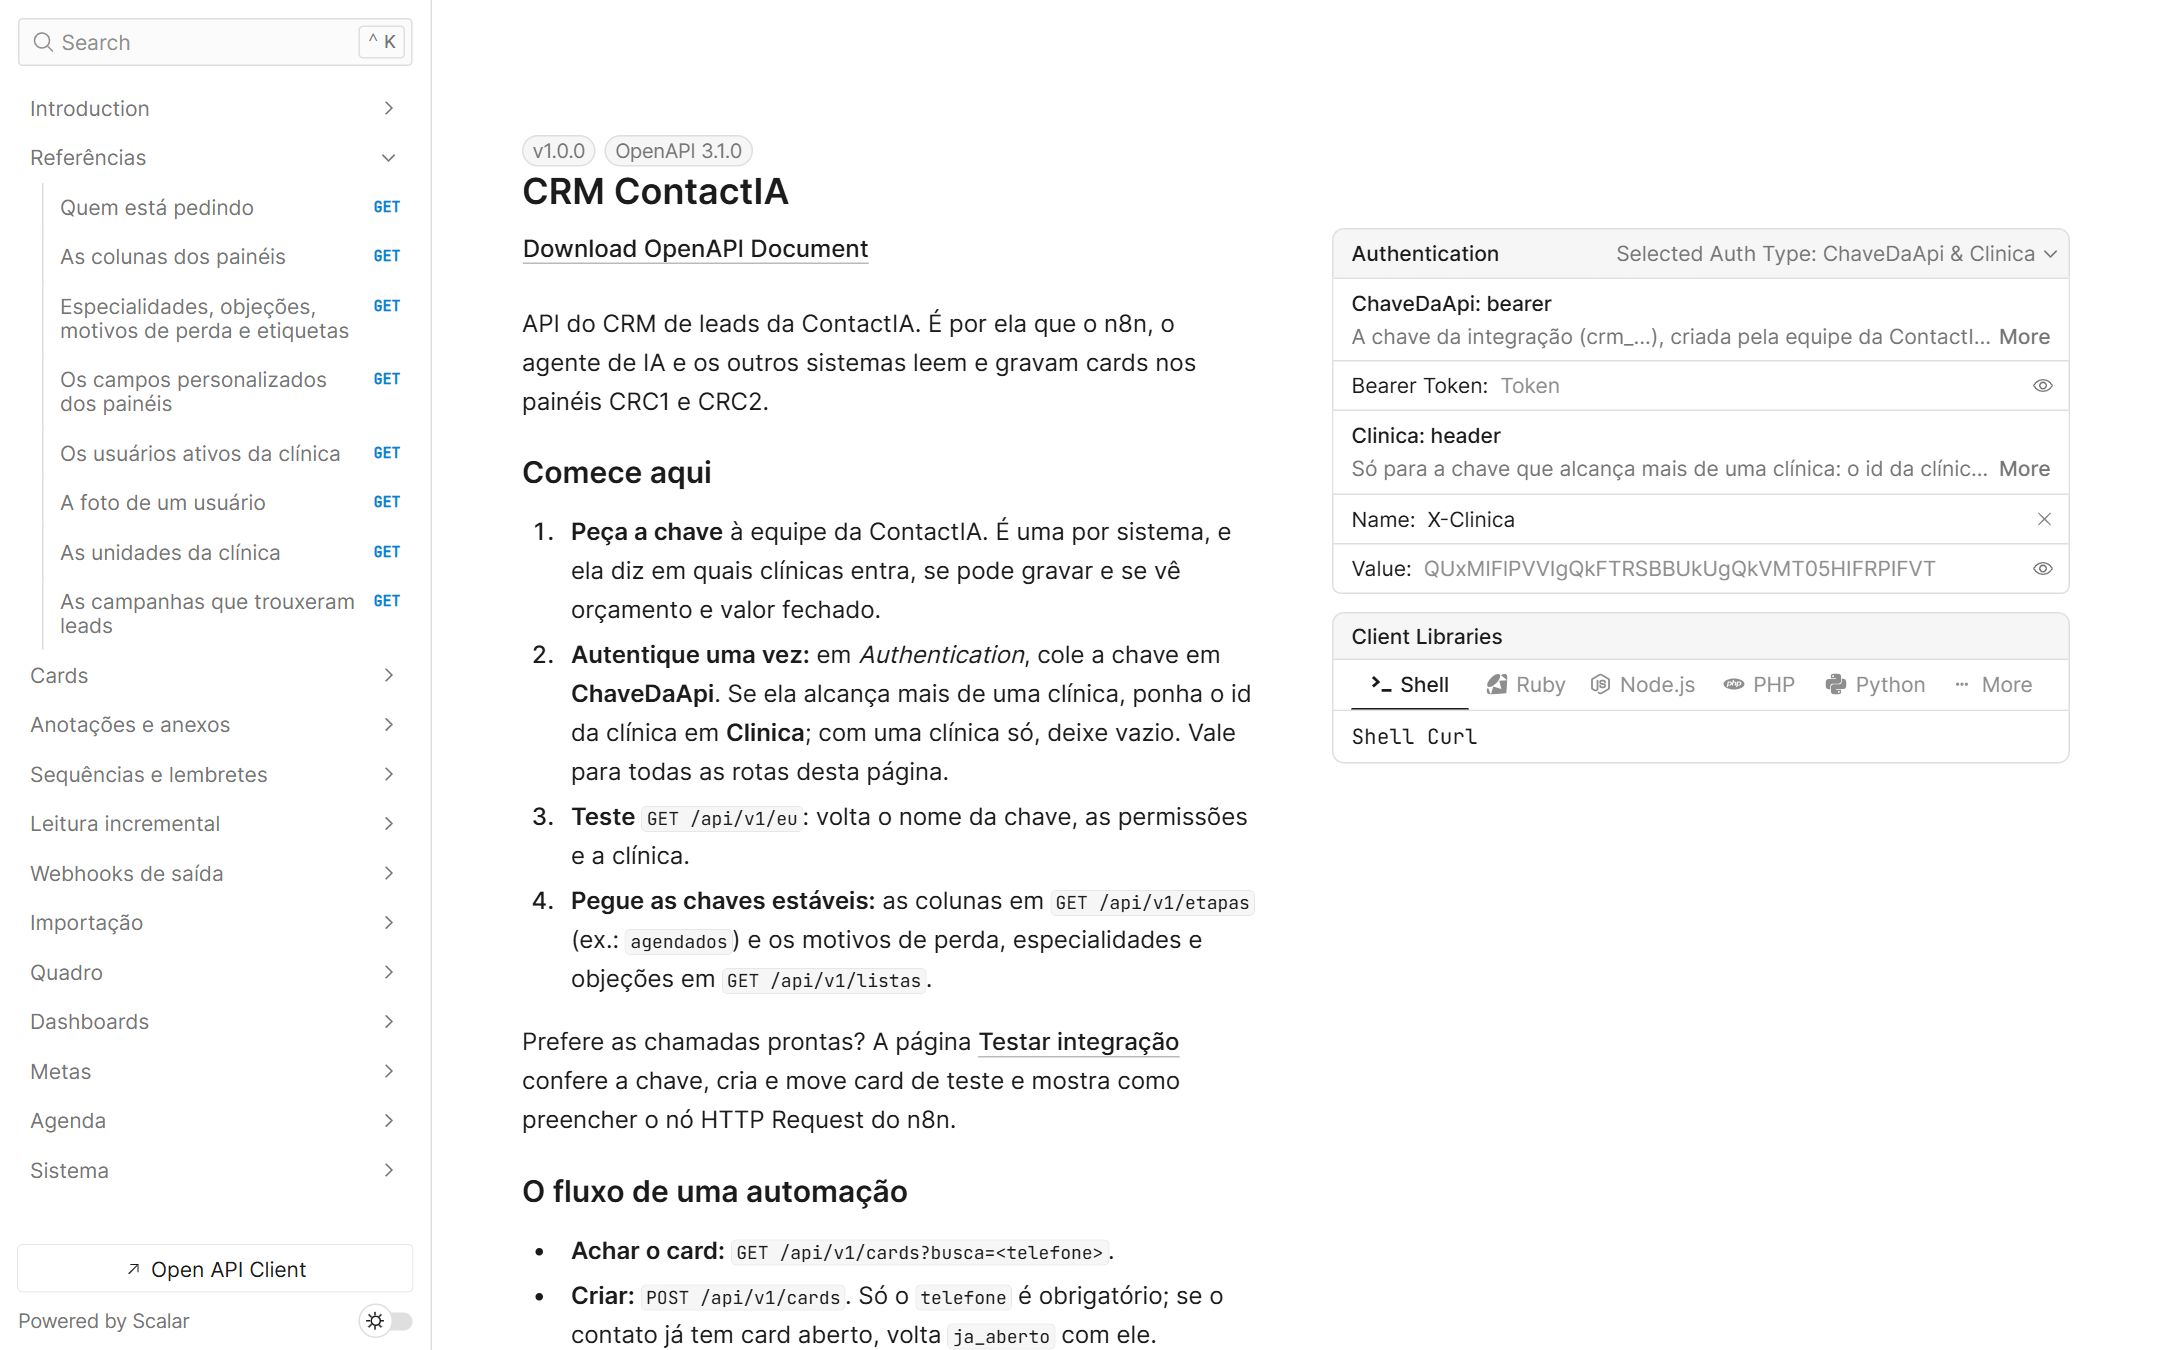 Search
^ K
Introduction
Referências
Quem está pedindo GET
As colunas dos painéis GET
Especialidades, objeções, GET
motivos de perda e etiquetas
Os campos personalizados GET
dos painéis
Os usuários ativos da clínica GET
A foto de um usuário GET
As unidades da clínica GET
As campanhas que trouxeram GET
leads
Cards
Anotações e anexos
Sequências e lembretes
Leitura incremental
Webhooks de saída
Importação
Quadro
Dashboards
Metas
Agenda
Sistema
Open API Client
Powered by Scalar
v1.0.0 OpenAPI 3.1.0
CRM ContactIA
Download OpenAPI Document
API do CRM de leads da ContactIA. É por ela que o n8n, o
agente de IA e os outros sistemas leem e gravam cards nos
painéis CRC1 e CRC2.
Comece aqui
1. Peça a chave à equipe da ContactIA. É uma por sistema, e
ela diz em quais clínicas entra, se pode gravar e se vê
orçamento e valor fechado.
2. Autentique uma vez: em Authentication, cole a chave em
ChaveDaApi. Se ela alcança mais de uma clínica, ponha o id
da clínica em Clinica; com uma clínica só, deixe vazio. Vale
para todas as rotas desta página.
3. Teste GET /api/v1/eu: volta o nome da chave, as permissões
e a clínica.
4. Pegue as chaves estáveis: as colunas em GET /api/v1/etapas
(ex.: agendados) e os motivos de perda, especialidades e
objeções em GET /api/v1/listas.
Prefere as chamadas prontas? A página Testar integração
confere a chave, cria e move card de teste e mostra como
preencher o nó HTTP Request do n8n.
O fluxo de uma automação
• Achar o card: GET /api/v1/cards?busca=<telefone>.
• Criar: POST /api/v1/cards. Só o telefone é obrigatório; se o
contato já tem card aberto, volta ja_aberto com ele.
Authentication Selected Auth Type: ChaveDaApi & Clinica
ChaveDaApi: bearer
A chave da integração (crm_...), criada pela equipe da ContactI... More
Bearer Token: Token
Clinica: header
Só para a chave que alcança mais de uma clínica: o id da clínic... More
Name: X-Clinica
Value: QUxMIFlPVVIgQkFTRSBBUkUgQkVMT05HIFRPIFVT
Client Libraries
Shell Ruby Node.js PHP Python More
Shell Curl